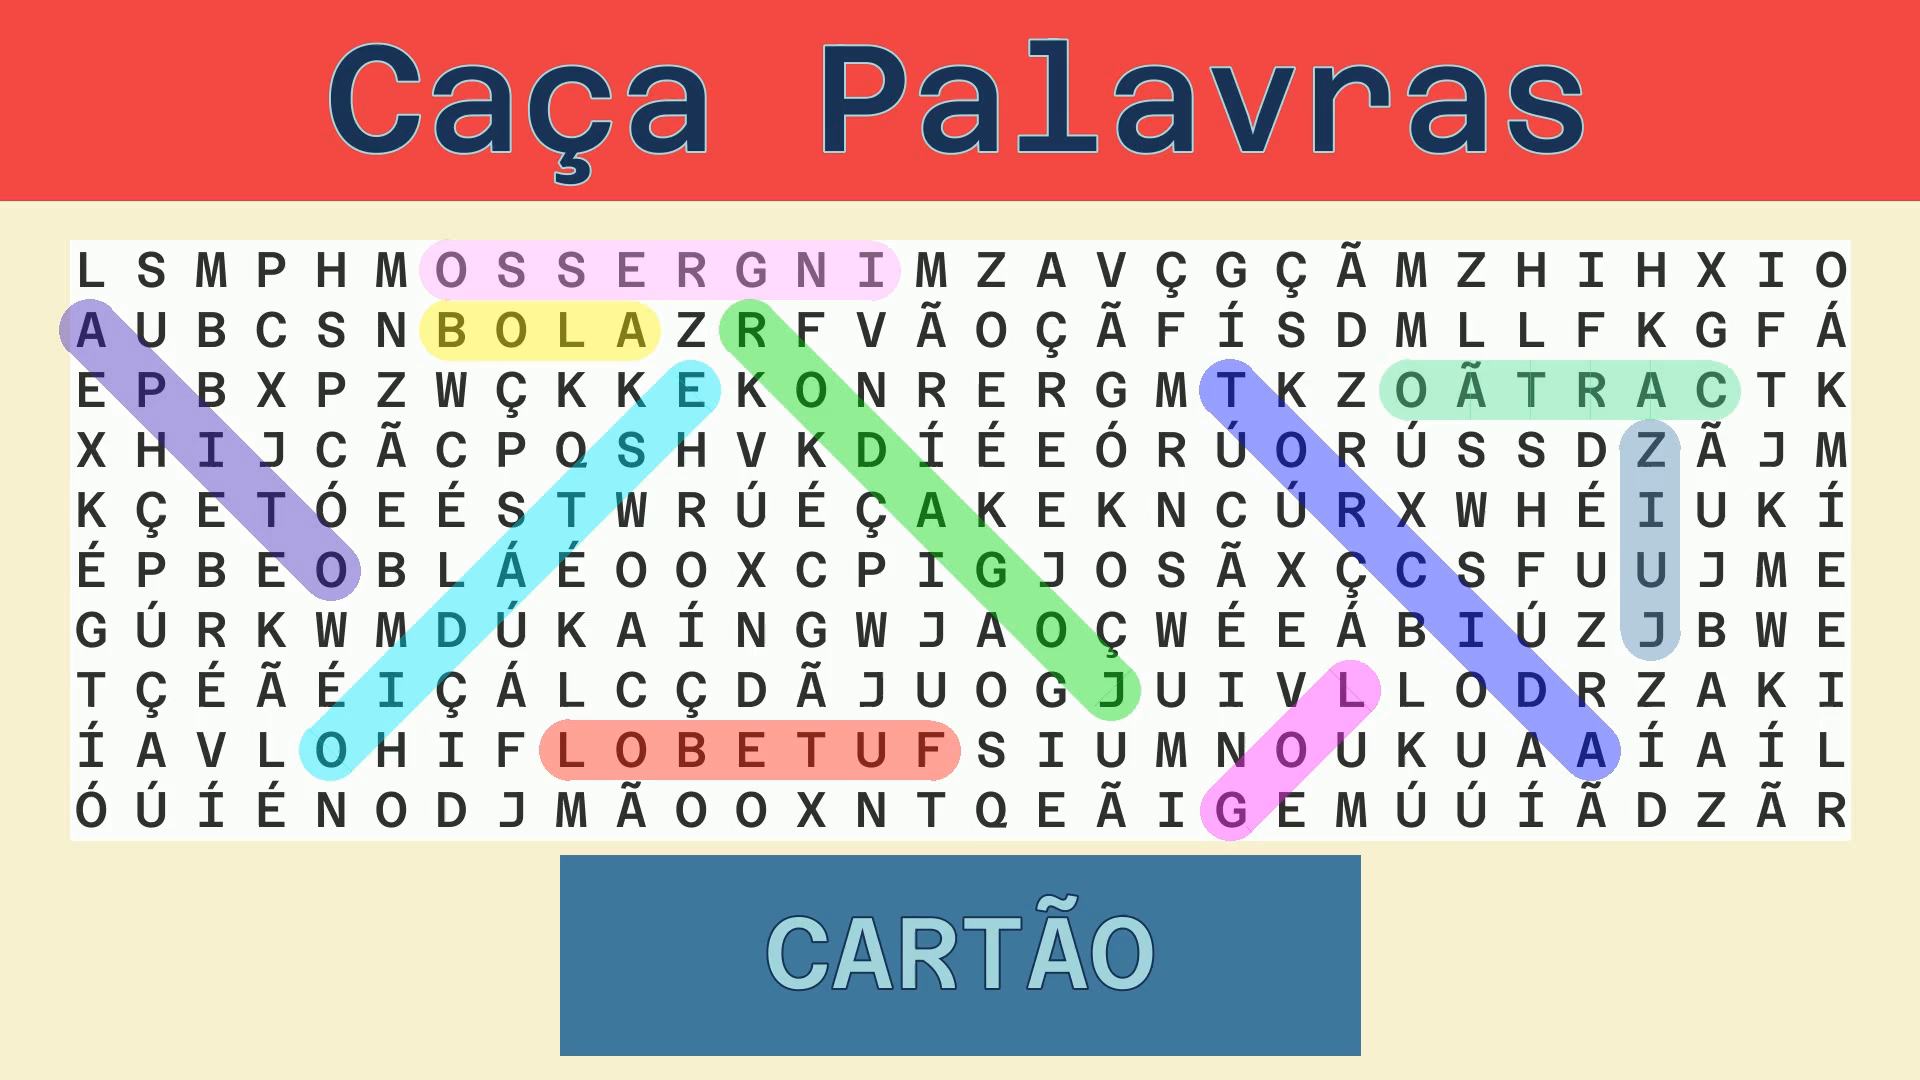 Caça Palavras
L S M P H M O S S E R G N I M Z A V Ç G Ç Ã M Z H I H X I O
A U B C S N B O L A Z R F V Ã O Ç Ã F Í S D M L L F K G F Á
E P B X P Z W Ç K K E K O N R E R G M T K Z O Ã T R A C T K
X H I J C Ã C P Q S H V K D Í É E Ó R Ú O R Ú S S D Z Ã J M
K Ç E T Ó E É S T W R Ú É Ç A K E K N C Ú R X W H É I U K Í
É P B E O B L Á É O O X C P I G J O S Ã X Ç C S F U U J M E
G Ú R K W M D Ú K A Í N G W J A O Ç W É E Á B I Ú Z J B W E
T Ç É Ã É I Ç Á L C Ç D Ã J U O G J U I V L L O D R Z A K I
Í A V L O H I F L O B E T U F S I U M N O U K U A A Í A Í L
Ó Ú Í É N O D J M Ã O O X N T Q E Ã I G E M Ú Ú Í Ã D Z Ã R
CARTÃO